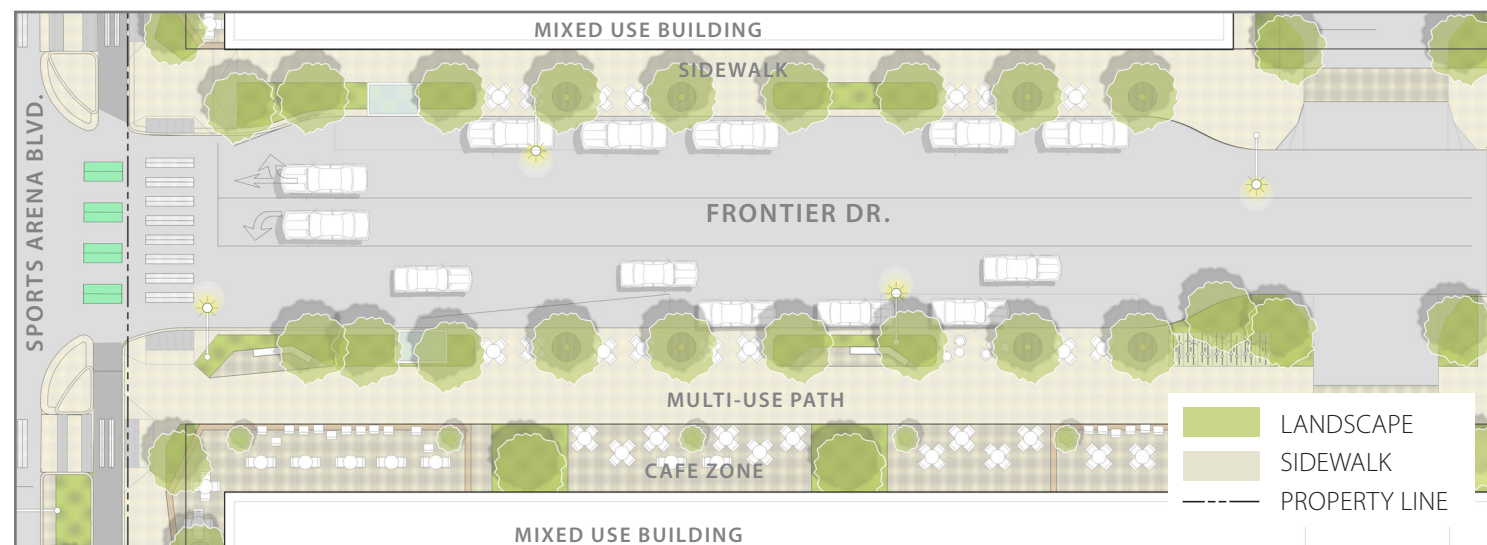 MIXED USE BUILDING
SIDEWALK
SPORTS ARENA BLVD.
FRONTIER DR.
MULTI-USE PATH
CAFE ZONE
MIXED USE BUILDING
LANDSCAPE
SIDEWALK
PROPERTY LINE